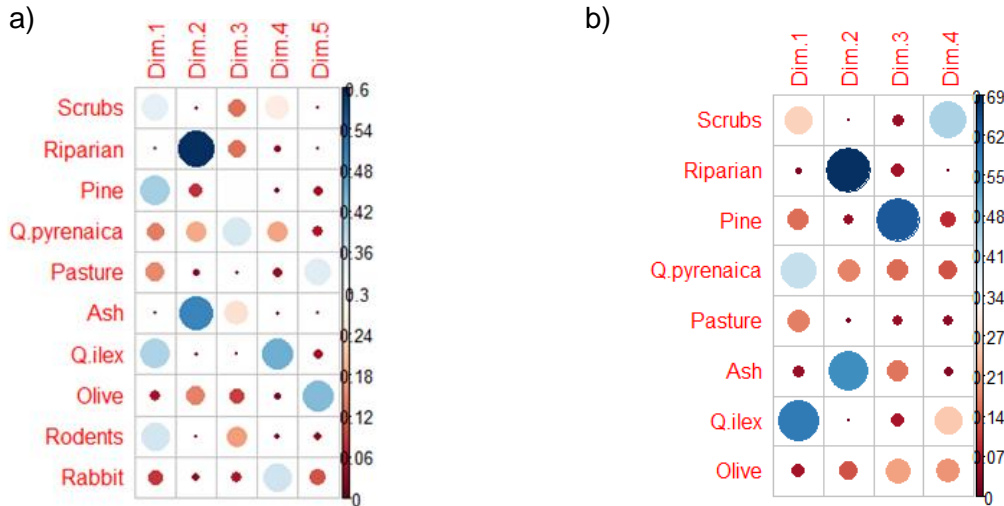 a)
Dim.1 Dim.2 Dim.3 Dim.4 Dim.5
Scrubs
Riparian
Pine
Q.pyrenaica
Pasture
Ash
Q.ilex
Olive
Rodents
Rabbit
0.6
0.54
0.48
0.42
0.36
0.3
0.24
0.18
0.12
0.06
0
b)
Dim.1 Dim.2 Dim.3 Dim.4
Scrubs
Riparian
Pine
Q.pyrenaica
Pasture
Ash
Q.ilex
Olive
0.69
0.62
0.55
0.48
0.41
0.34
0.27
0.21
0.14
0.07
0